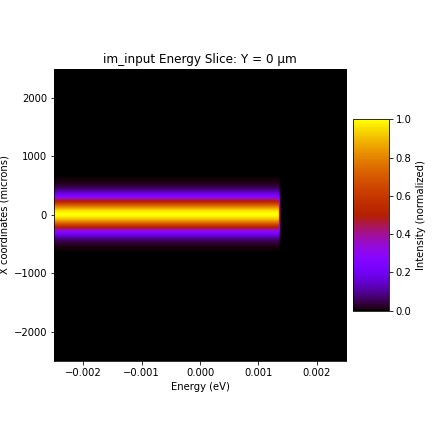 im_input Energy Slice: Y = 0 μm
X coordinates (microns)
2000
1000
0
−1000
−2000
−0.002 −0.001 0.000 0.001 0.002
Energy (eV)
1.0
0.8
0.6
0.4
0.2
0.0
Intensity (normalized)